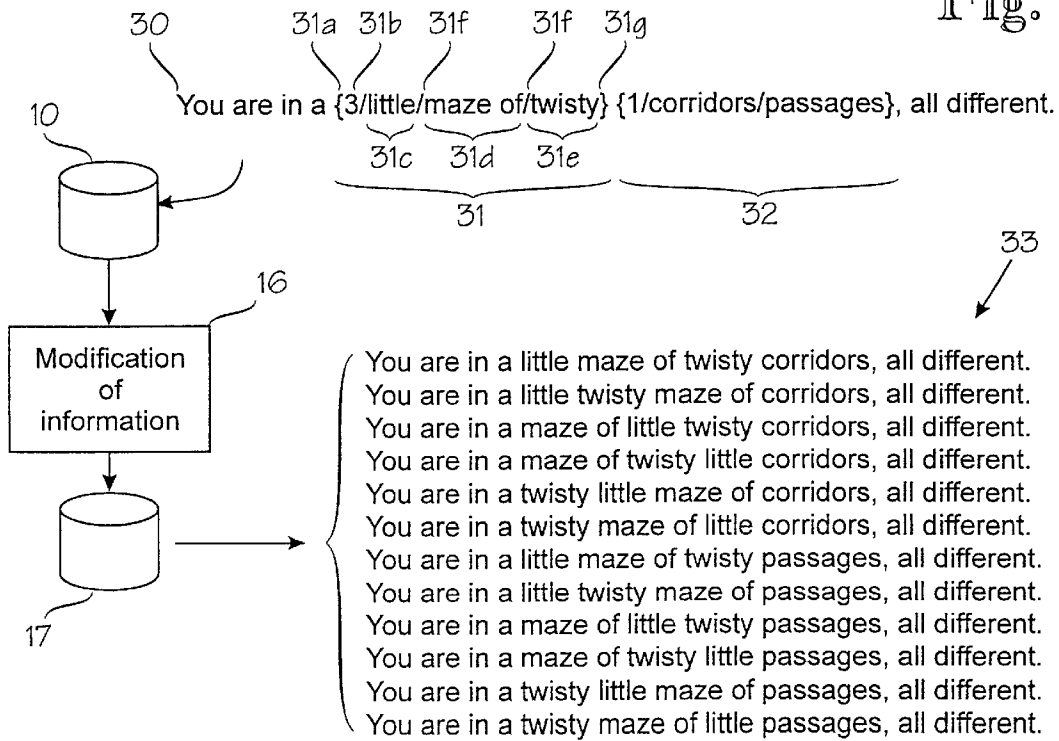 Fig.
30 31a 31b 31f 31f 31g
You are in a {3/little/maze of/twisty} {1/corridors/passages}, all different.
10 31c 31d 31e
31 32
33
16
Modification
of
information
17
You are in a little maze of twisty corridors, all different.
You are in a little twisty maze of corridors, all different.
You are in a maze of little twisty corridors, all different.
You are in a maze of twisty little corridors, all different.
You are in a twisty little maze of corridors, all different.
You are in a twisty maze of little corridors, all different.
You are in a little maze of twisty passages, all different.
You are in a little twisty maze of passages, all different.
You are in a maze of little twisty passages, all different.
You are in a maze of twisty little passages, all different.
You are in a twisty little maze of passages, all different.
You are in a twisty maze of little passages, all different.